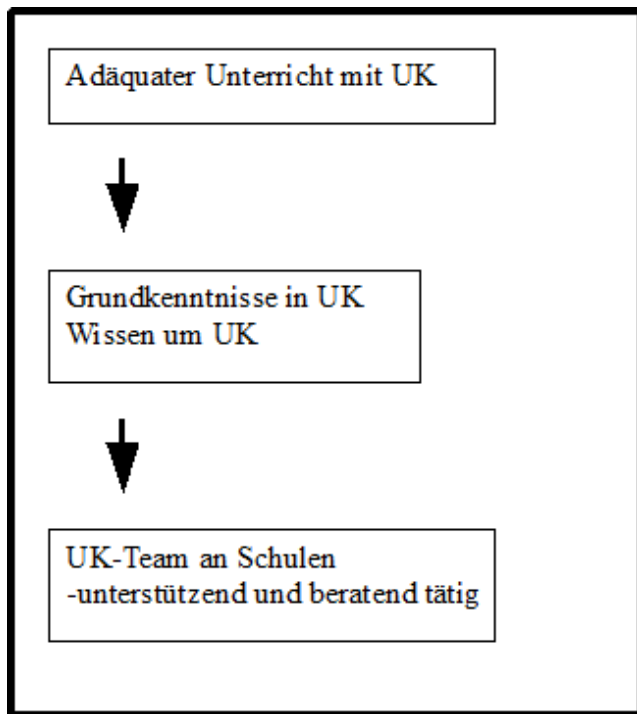 Adäquater Unterricht mit UK
Grundkenntnisse in UK
Wissen um UK
UK-Team an Schulen
-unterstützend und beratend tätig